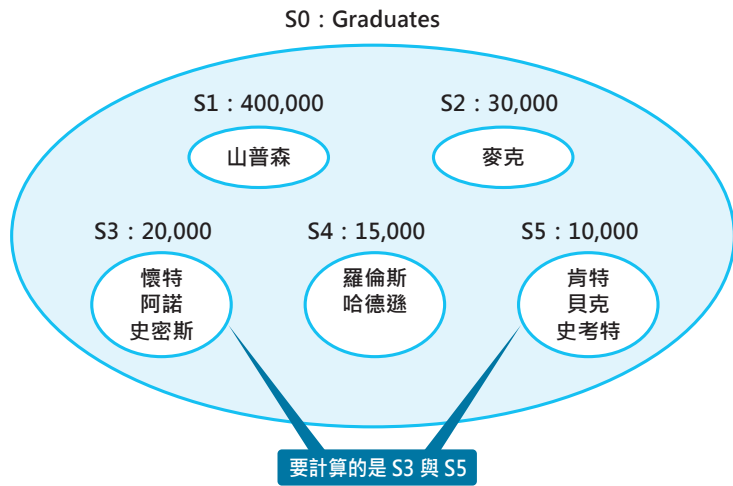 S0：Graduates
S1：400,000
S2：30,000
山普森
麥克
S3：20,000
S4：15,000
S5：10,000
懷特
阿諾
史密斯
羅倫斯
哈德遜
肯特
貝克
史考特
要計算的是 S3 與 S5